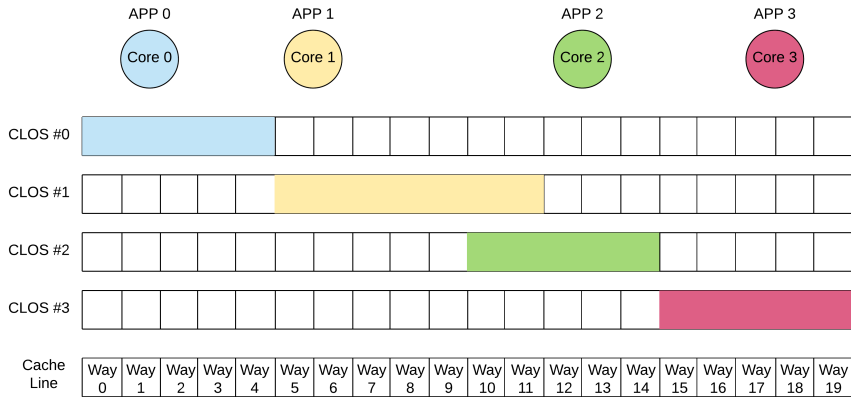 APP 0 APP 1 APP 2 APP 3
Core 0 Core 1 Core 2 Core 3
CLOS #0
CLOS #1
CLOS #2
CLOS #3
Cache Line
Way 0 Way 1 Way 2 Way 3 Way 4 Way 5 Way 6 Way 7 Way 8 Way 9 Way 10 Way 11 Way 12 Way 13 Way 14 Way 15 Way 16 Way 17 Way 18 Way 19